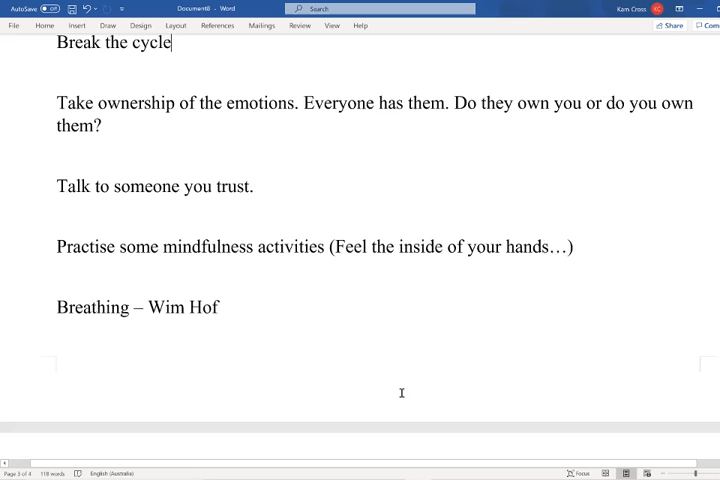 AutoSave Off Document8 - Word Search Kam Cross KC
File Home Insert Draw Design Layout References Mailings Review View Help Share Com
Break the cycle
Take ownership of the emotions. Everyone has them. Do they own you or do you own
them?
Talk to someone you trust.
Practise some mindfulness activities (Feel the inside of your hands…)
Breathing – Wim Hof
Page 3 of 4 118 words English (Australia) Focus